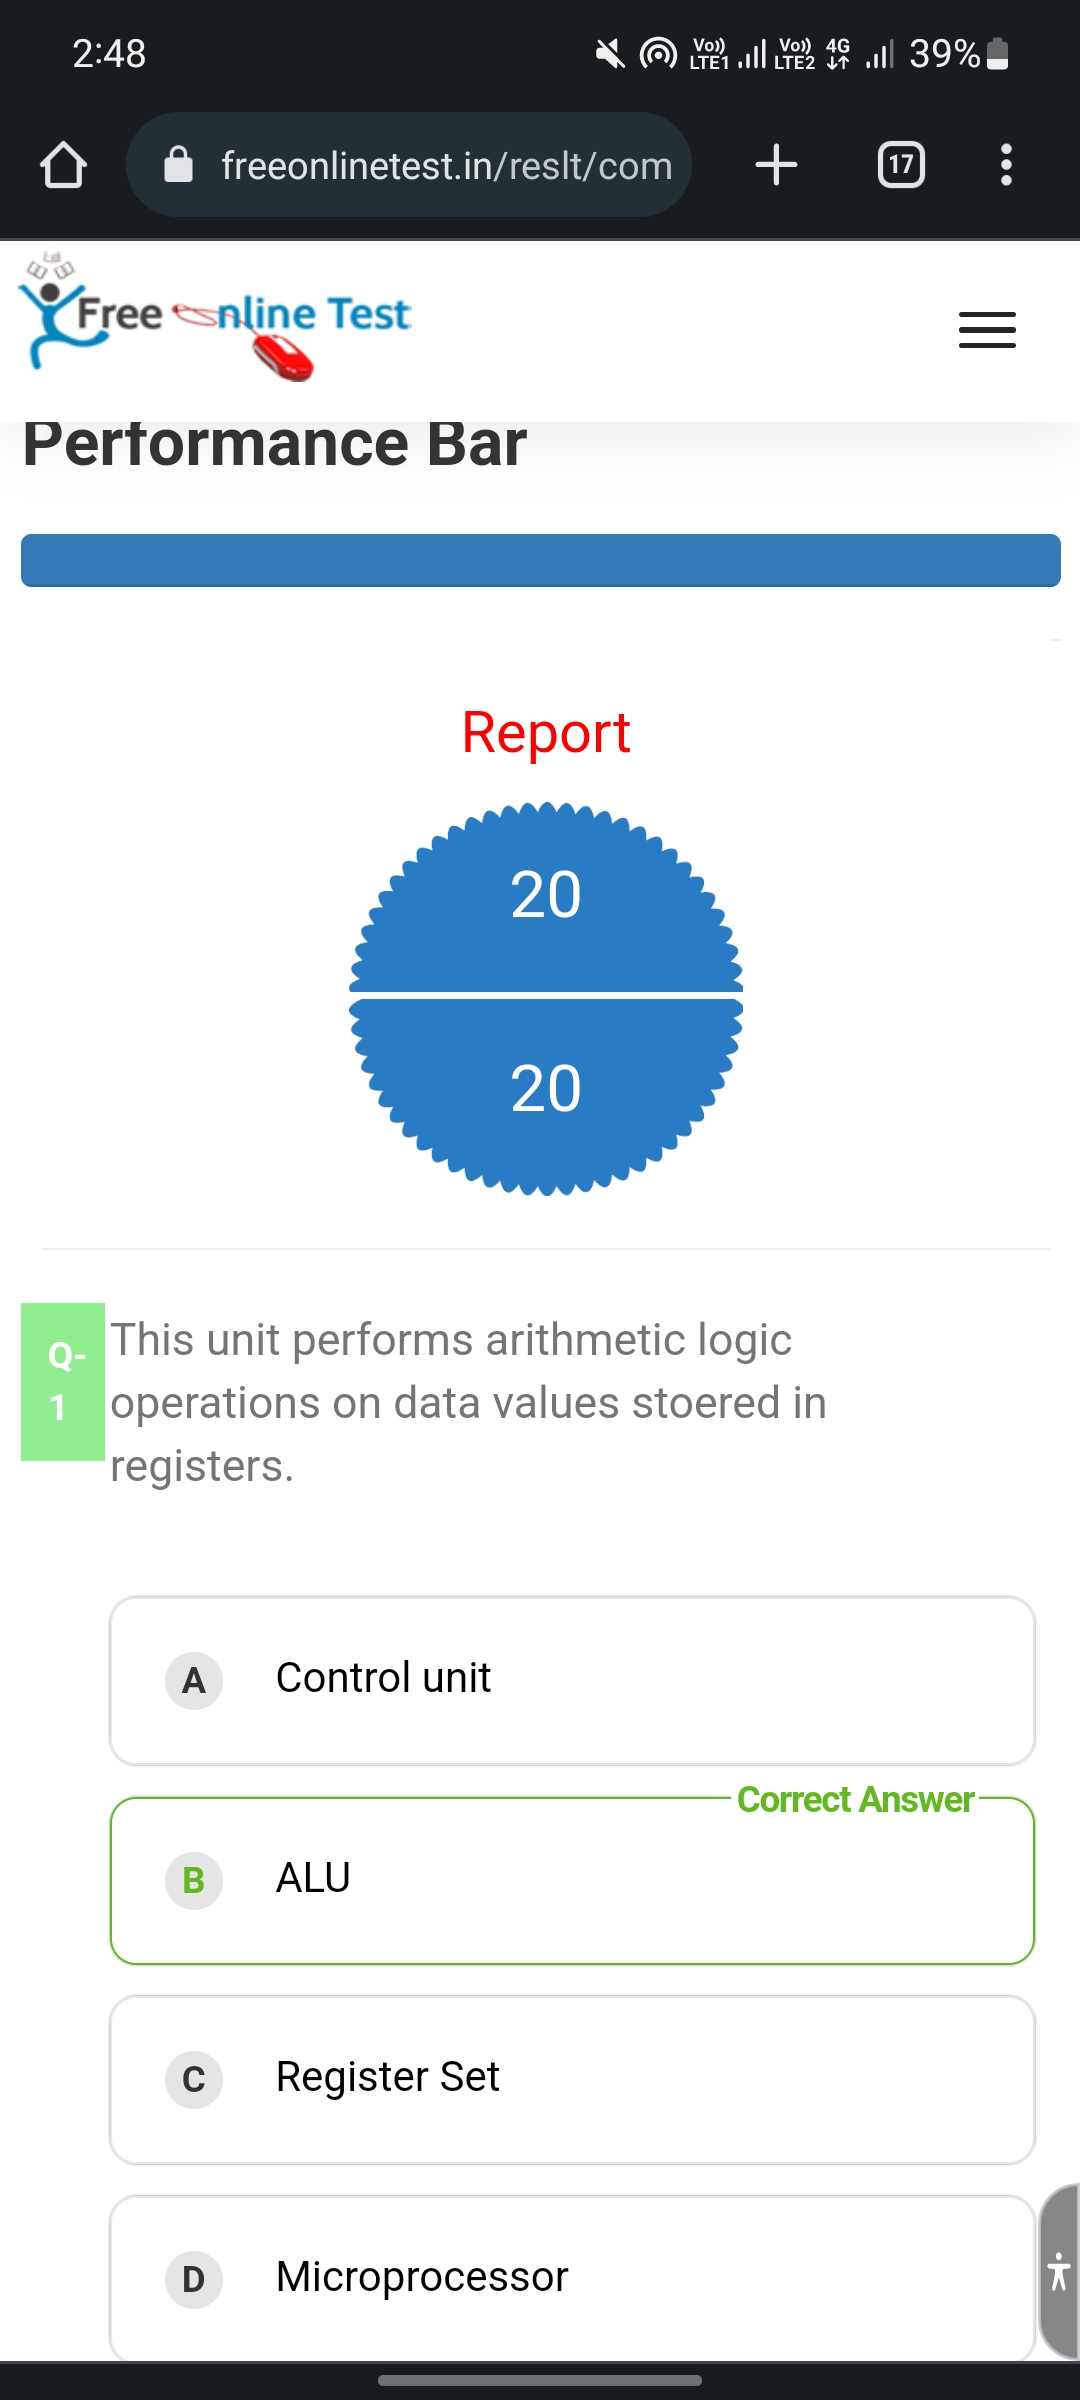 2:48
Vo)) LTE1 Vo)) LTE2 4G 39%
freeonlinetest.in/reslt/com
17
Free Online Test
Performance Bar
Report
20
20
Q-1
This unit performs arithmetic logic
operations on data values stoered in
registers.
A Control unit
Correct Answer
B ALU
C Register Set
D Microprocessor